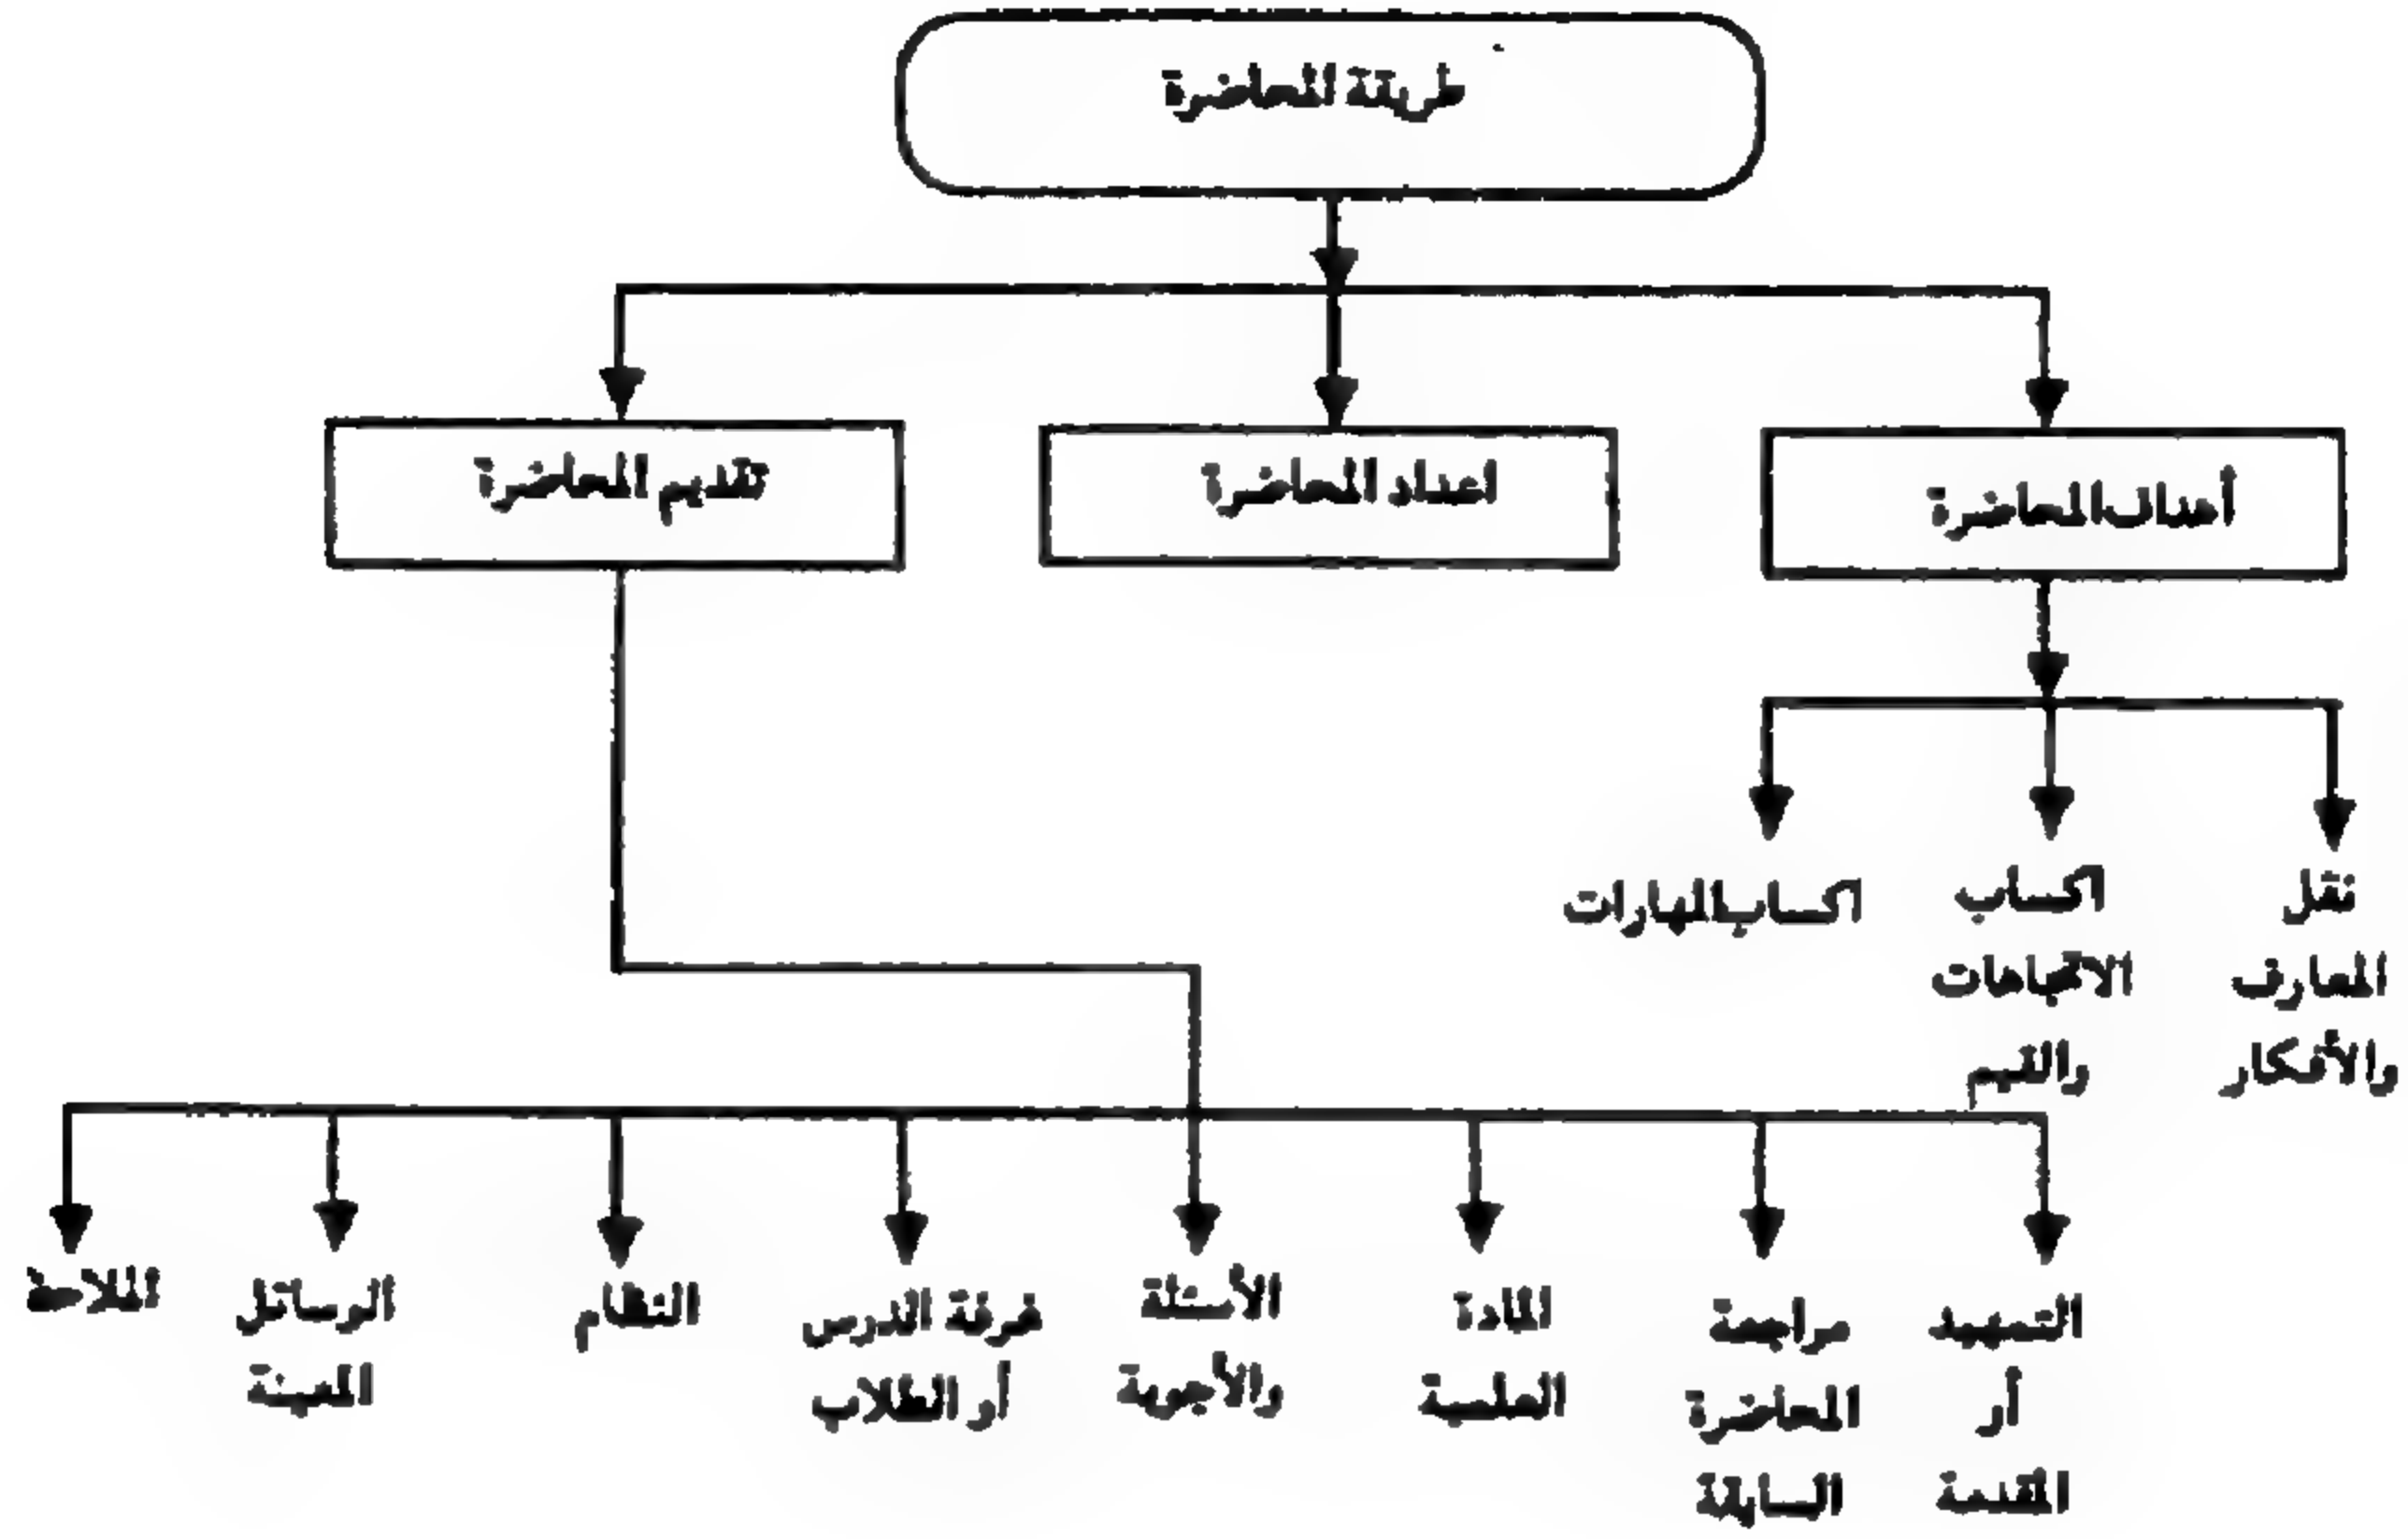 طريقة المحاضرة
أهداف المحاضرة
اعداد المحاضرة
تقديم المحاضرة
نقل
المعارف
والأفكار
اكساب
الاتجاهات
والقيم
اكساب المهارات
التمهيد
أو
المقدمة
مراجعة
المحاضرة
السابقة
المادة
العلمية
الأسئلة
والأجوبة
غرفة الدرس
أو الطلاب
النظام
الوسائل
المعينة